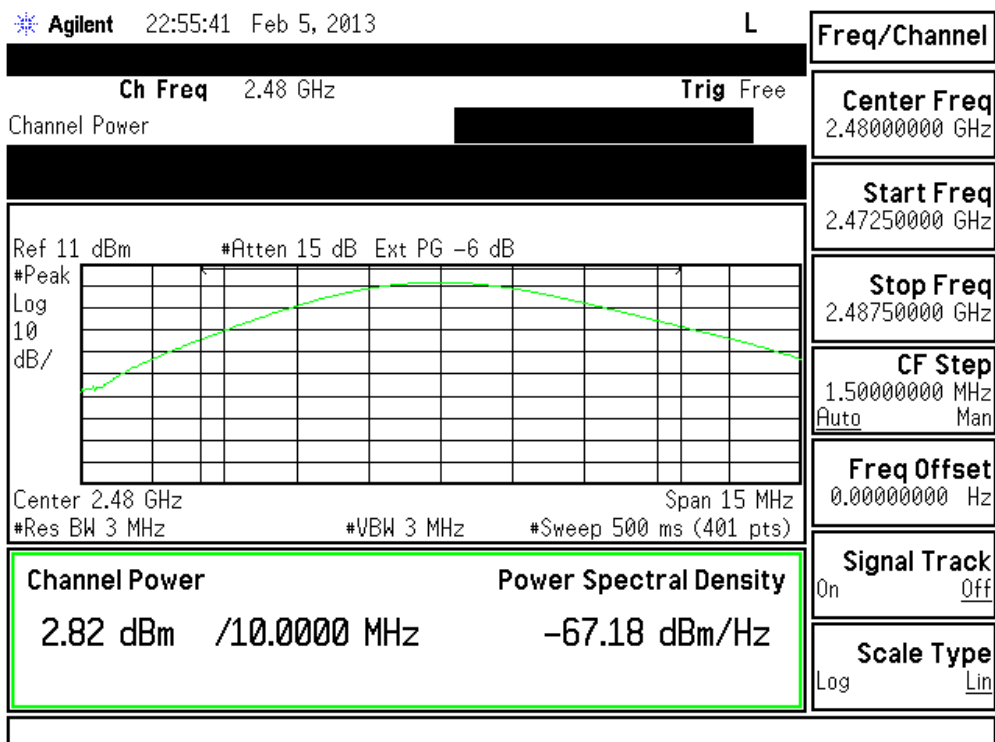 Agilent 22:55:41 Feb 5, 2013 L
Ch Freq 2.48 GHz Trig Free
Channel Power
Ref 11 dBm #Atten 15 dB Ext PG -6 dB
#Peak
Log
10
dB/
Center 2.48 GHz Span 15 MHz
#Res BW 3 MHz #VBW 3 MHz #Sweep 500 ms (401 pts)
Channel Power Power Spectral Density
2.82 dBm /10.0000 MHz -67.18 dBm/Hz
Freq/Channel
Center Freq
2.48000000 GHz
Start Freq
2.47250000 GHz
Stop Freq
2.48750000 GHz
CF Step
1.50000000 MHz
Auto Man
Freq Offset
0.00000000 Hz
Signal Track
On Off
Scale Type
Log Lin